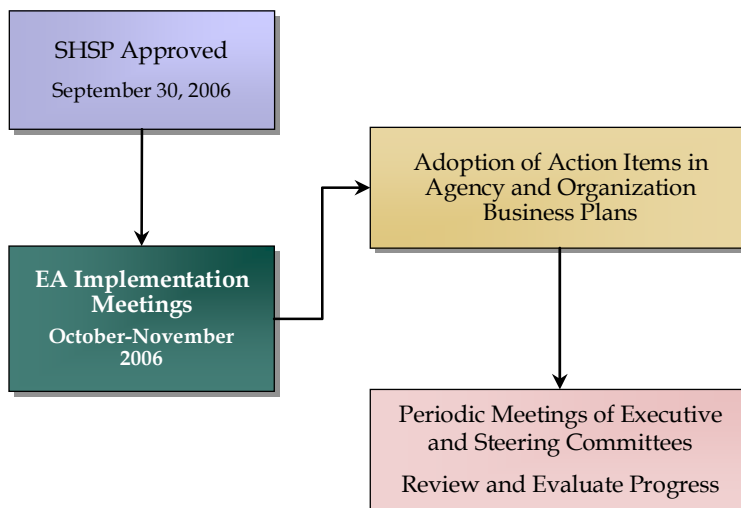 SHSP Approved
September 30, 2006
EA Implementation
Meetings
October-November
2006
Adoption of Action Items in
Agency and Organization
Business Plans
Periodic Meetings of Executive
and Steering Committees
Review and Evaluate Progress